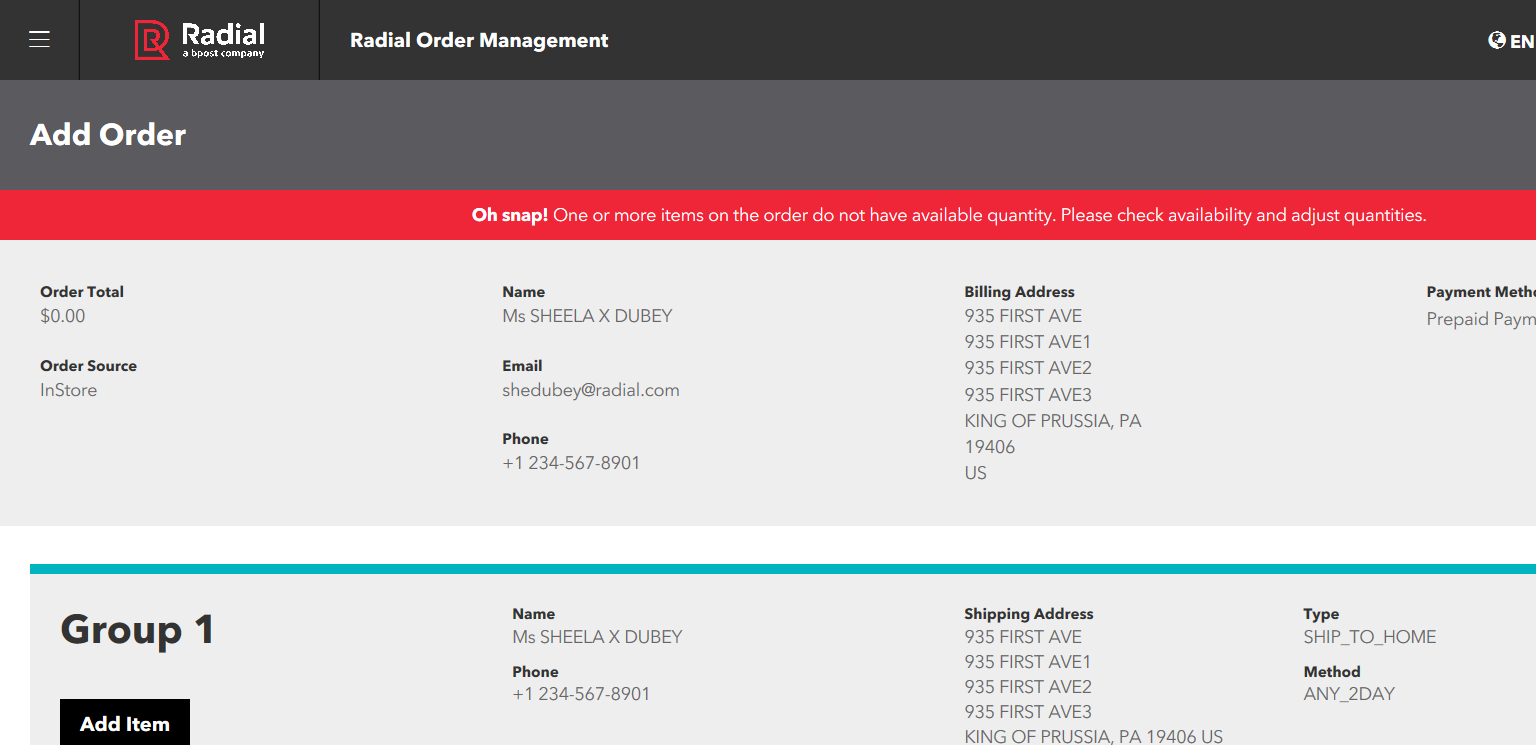 Radial
a bpost company
Radial Order Management
EN
Add Order
Oh snap! One or more items on the order do not have available quantity. Please check availability and adjust quantities.
Order Total
$0.00
Order Source
InStore
Name
Ms SHEELA X DUBEY
Email
shedubey@radial.com
Phone
+1 234-567-8901
Billing Address
935 FIRST AVE
935 FIRST AVE1
935 FIRST AVE2
935 FIRST AVE3
KING OF PRUSSIA, PA
19406
US
Payment Metho
Prepaid Paym
Group 1
Add Item
Name
Ms SHEELA X DUBEY
Phone
+1 234-567-8901
Shipping Address
935 FIRST AVE
935 FIRST AVE1
935 FIRST AVE2
935 FIRST AVE3
KING OF PRUSSIA, PA 19406 US
Type
SHIP_TO_HOME
Method
ANY_2DAY